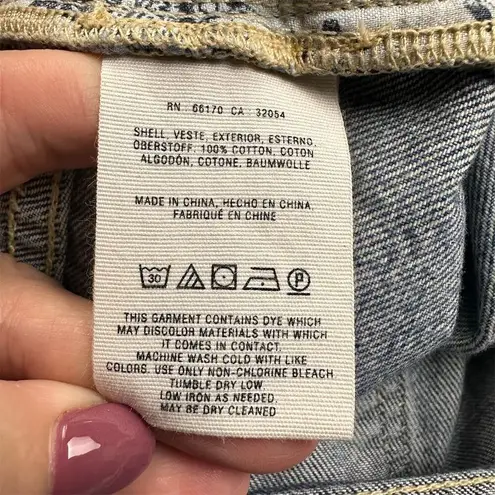 RN : 66170 CA : 32054
SHELL, VESTE, EXTERIOR, ESTERNO,
OBERSTOFF: 100% COTTON, COTON
ALGODÓN, COTONE, BAUMWOLLE
MADE IN CHINA, HECHO EN CHINA,
FABRIQUÉ EN CHINE
30 P
THIS GARMENT CONTAINS DYE WHICH
MAY DISCOLOR MATERIALS WITH WHICH
IT COMES IN CONTACT.
MACHINE WASH COLD WITH LIKE
COLORS. USE ONLY NON-CHLORINE BLEACH
TUMBLE DRY LOW
LOW IRON AS NEEDED.
MAY BE DRY CLEANED